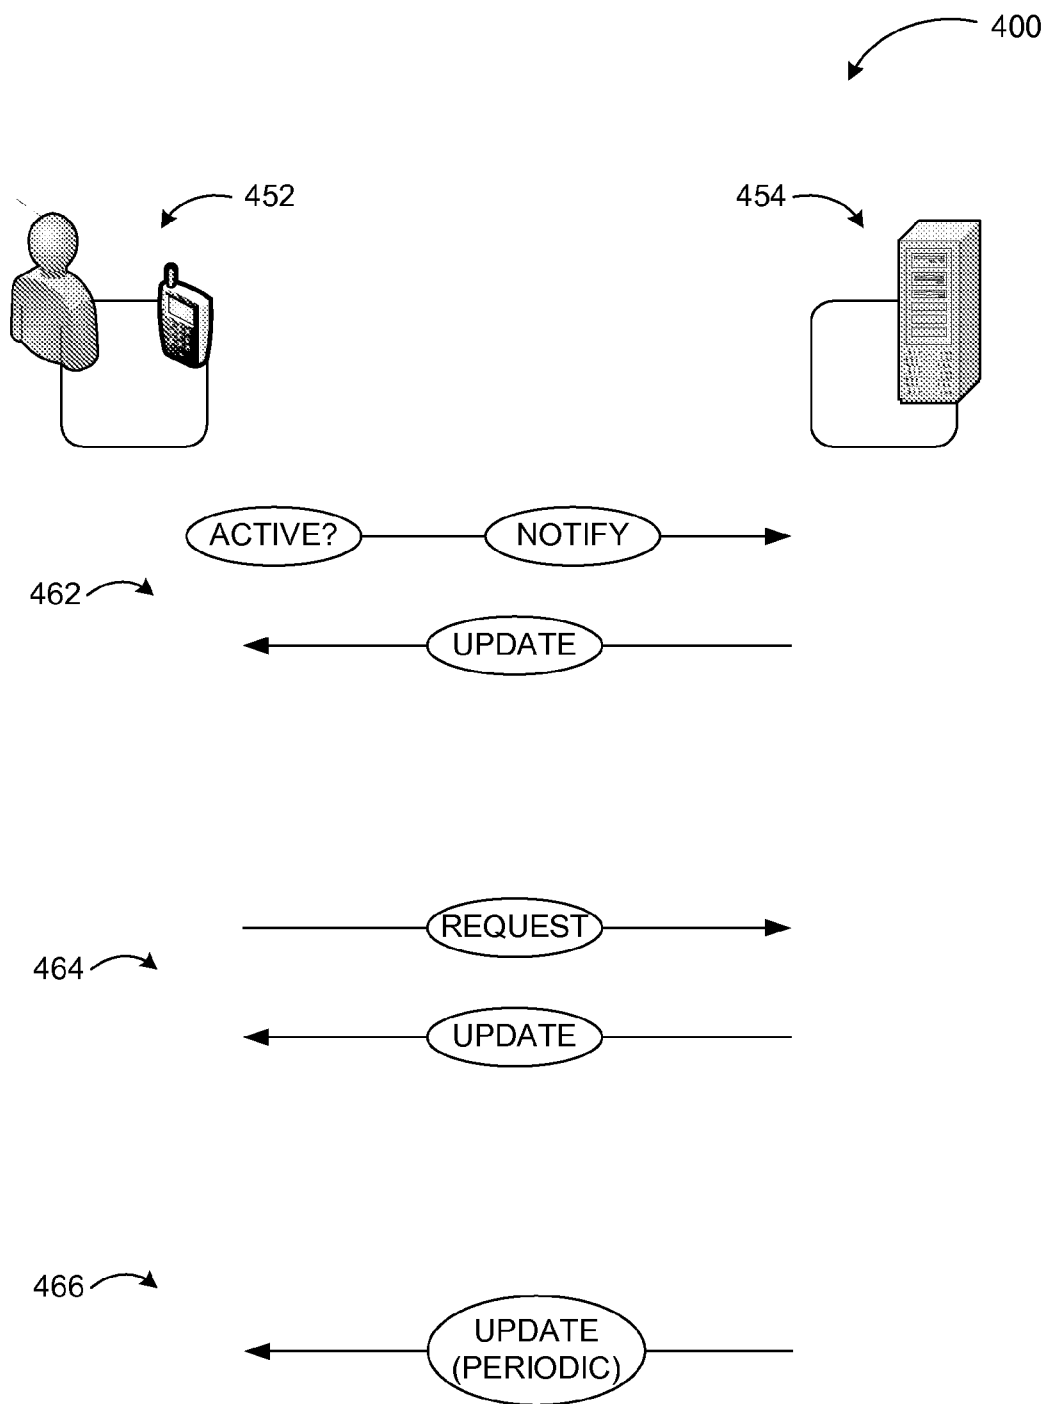 400
452
454
ACTIVE?
NOTIFY
462
UPDATE
REQUEST
464
UPDATE
466
UPDATE
(PERIODIC)